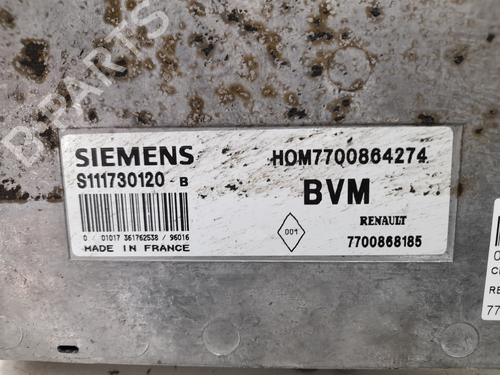 B-PARTS
SIEMENS
S111730120 - B
0 / 01017 361762538 / 96016
MADE IN FRANCE
HOM7700864274
BVM
001
RENAULT
7700868185